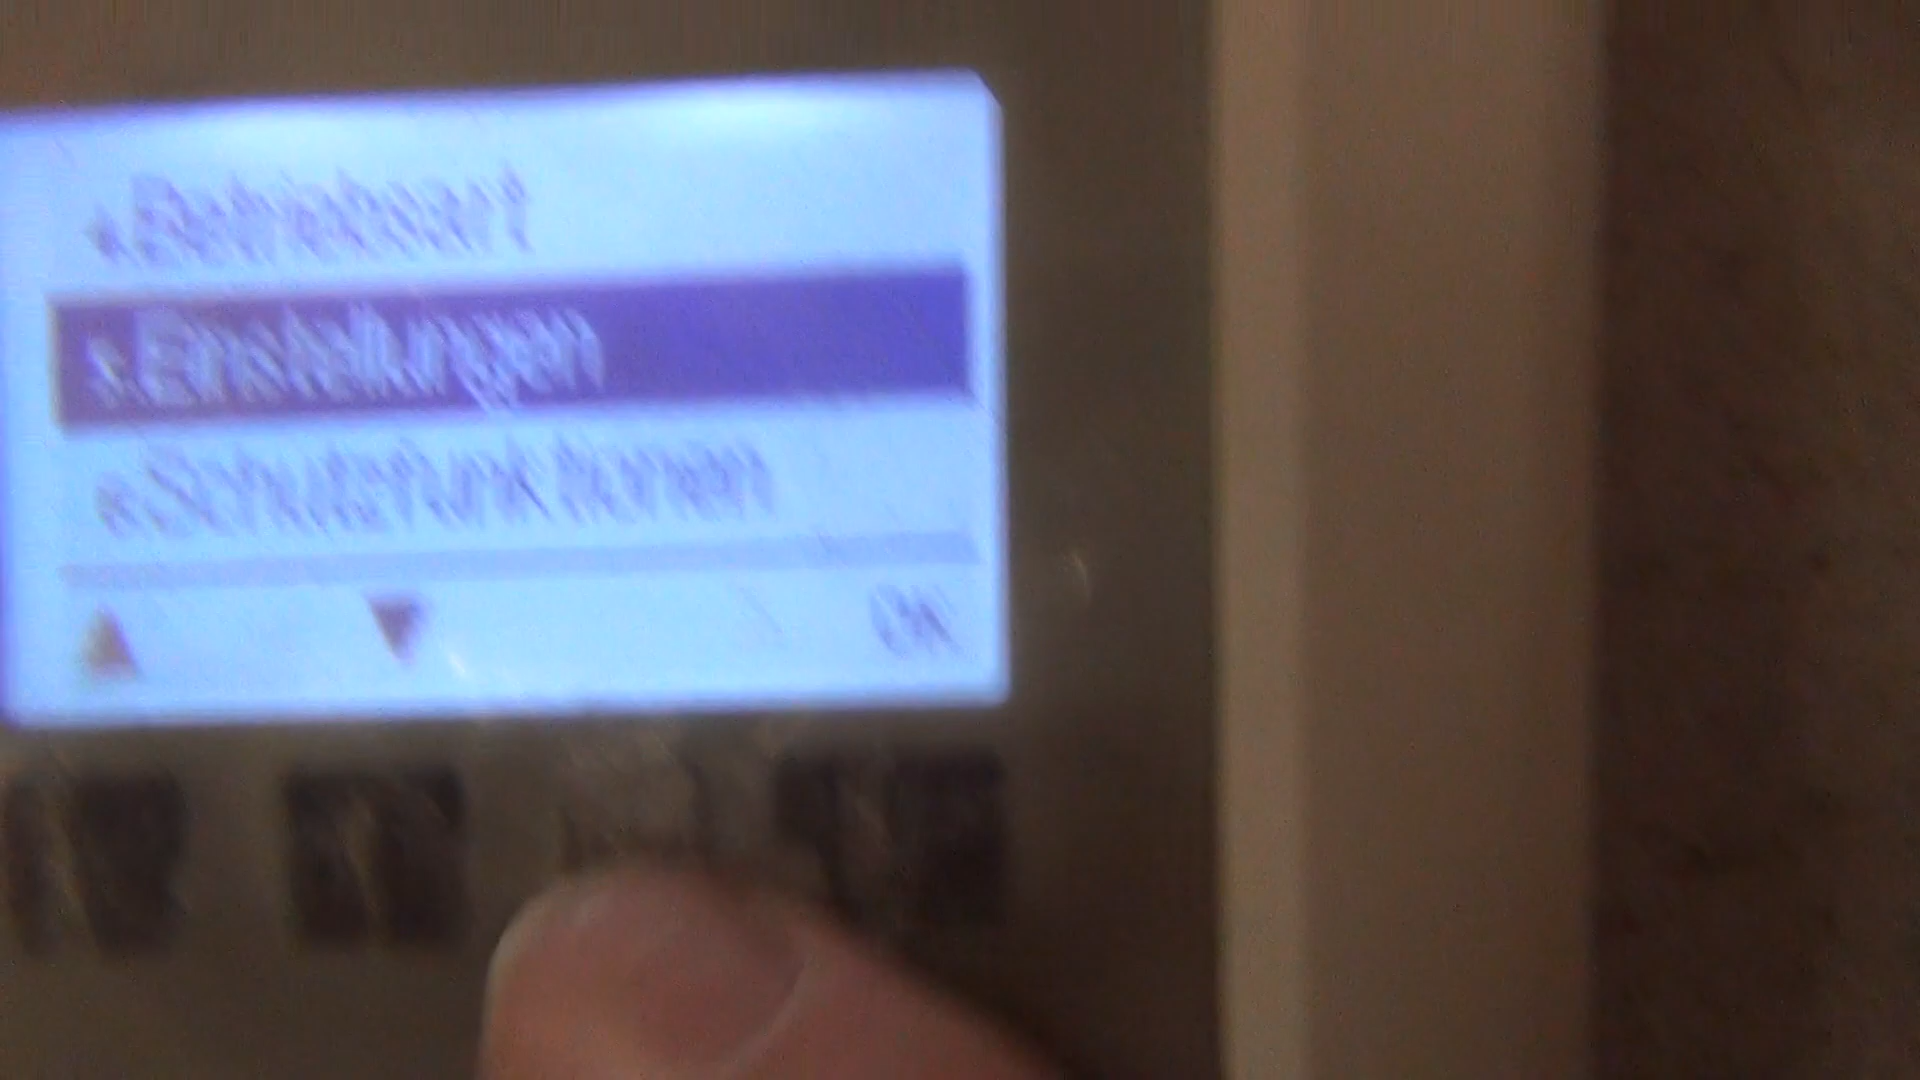 Betriebsart
Einstellungen
Schutzfunktionen
▲ ▼ OK